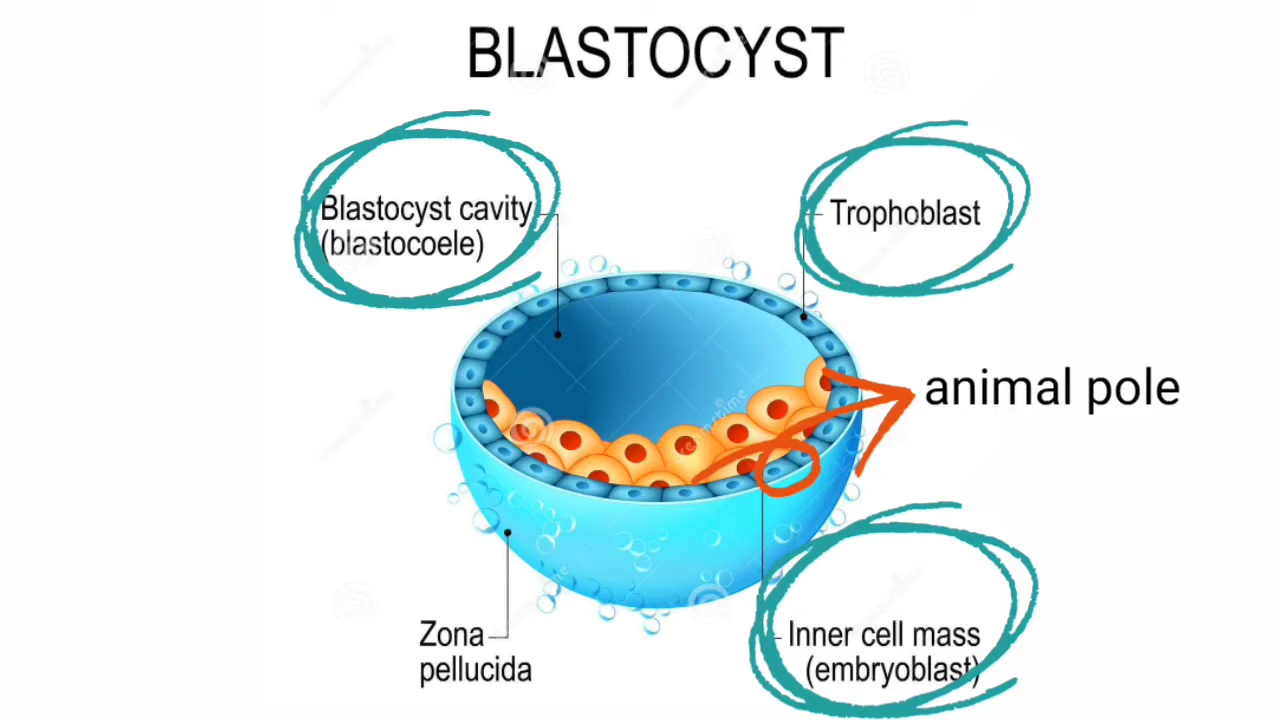 BLASTOCYST
Blastocyst cavity
(blastocoele)
Trophoblast
animal pole
Zona
pellucida
Inner cell mass
(embryoblast)